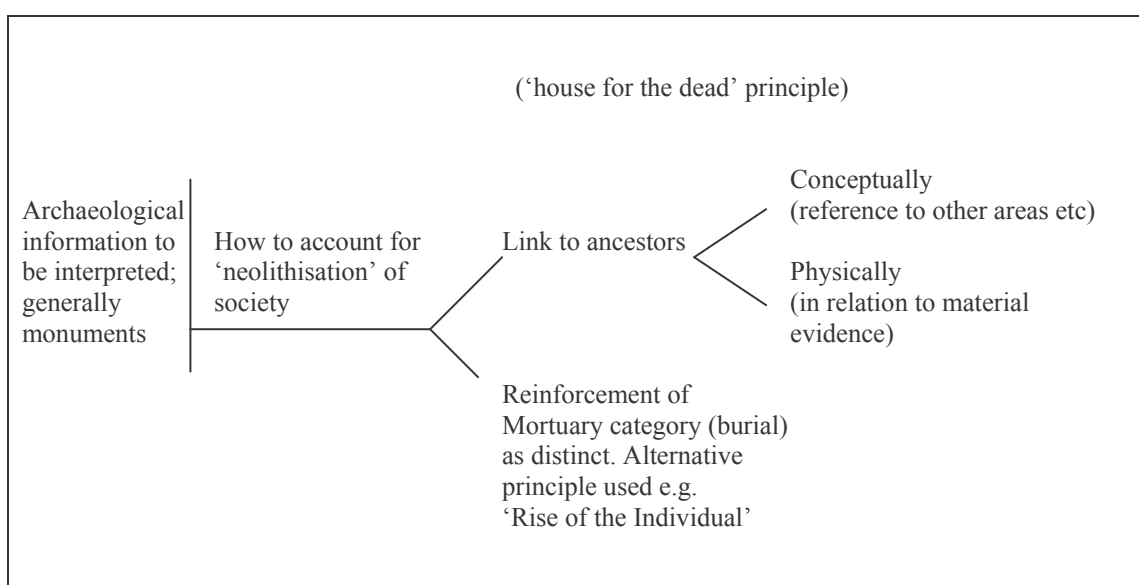 (‘house for the dead’ principle)
Archaeological
information to
be interpreted;
generally
monuments
How to account for
‘neolithisation’ of
society
Link to ancestors
Conceptually
(reference to other areas etc)
Physically
(in relation to material
evidence)
Reinforcement of
Mortuary category (burial)
as distinct. Alternative
principle used e.g.
‘Rise of the Individual’